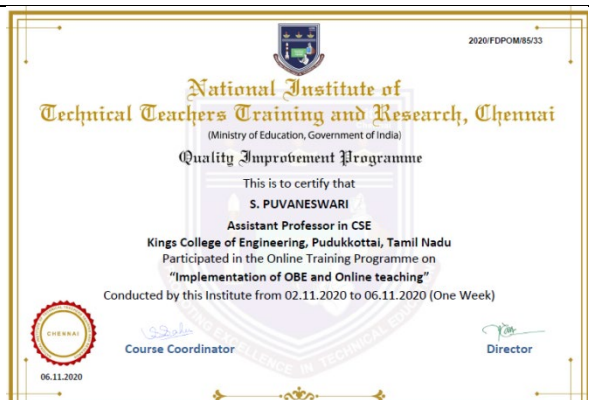 2020/FDPOM/85/33
National Institute of
Technical Teachers Training and Research, Chennai
(Ministry of Education, Government of India)
Quality Improvement Programme
This is to certify that
S. PUVANESWARI
Assistant Professor in CSE
Kings College of Engineering, Pudukkottai, Tamil Nadu
Participated in the Online Training Programme on
"Implementation of OBE and Online teaching"
Conducted by this Institute from 02.11.2020 to 06.11.2020 (One Week)
CHENNAI
Course Coordinator
Director
EXCELLENCE IN TECHNICAL
06.11.2020